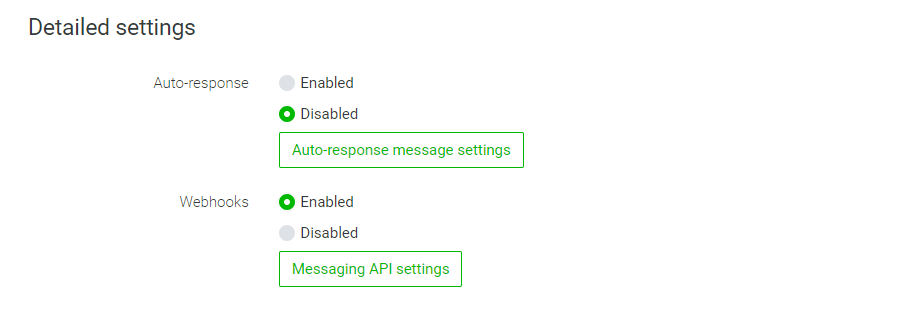 Detailed settings
Auto-response Enabled
Disabled
Auto-response message settings
Webhooks Enabled
Disabled
Messaging API settings